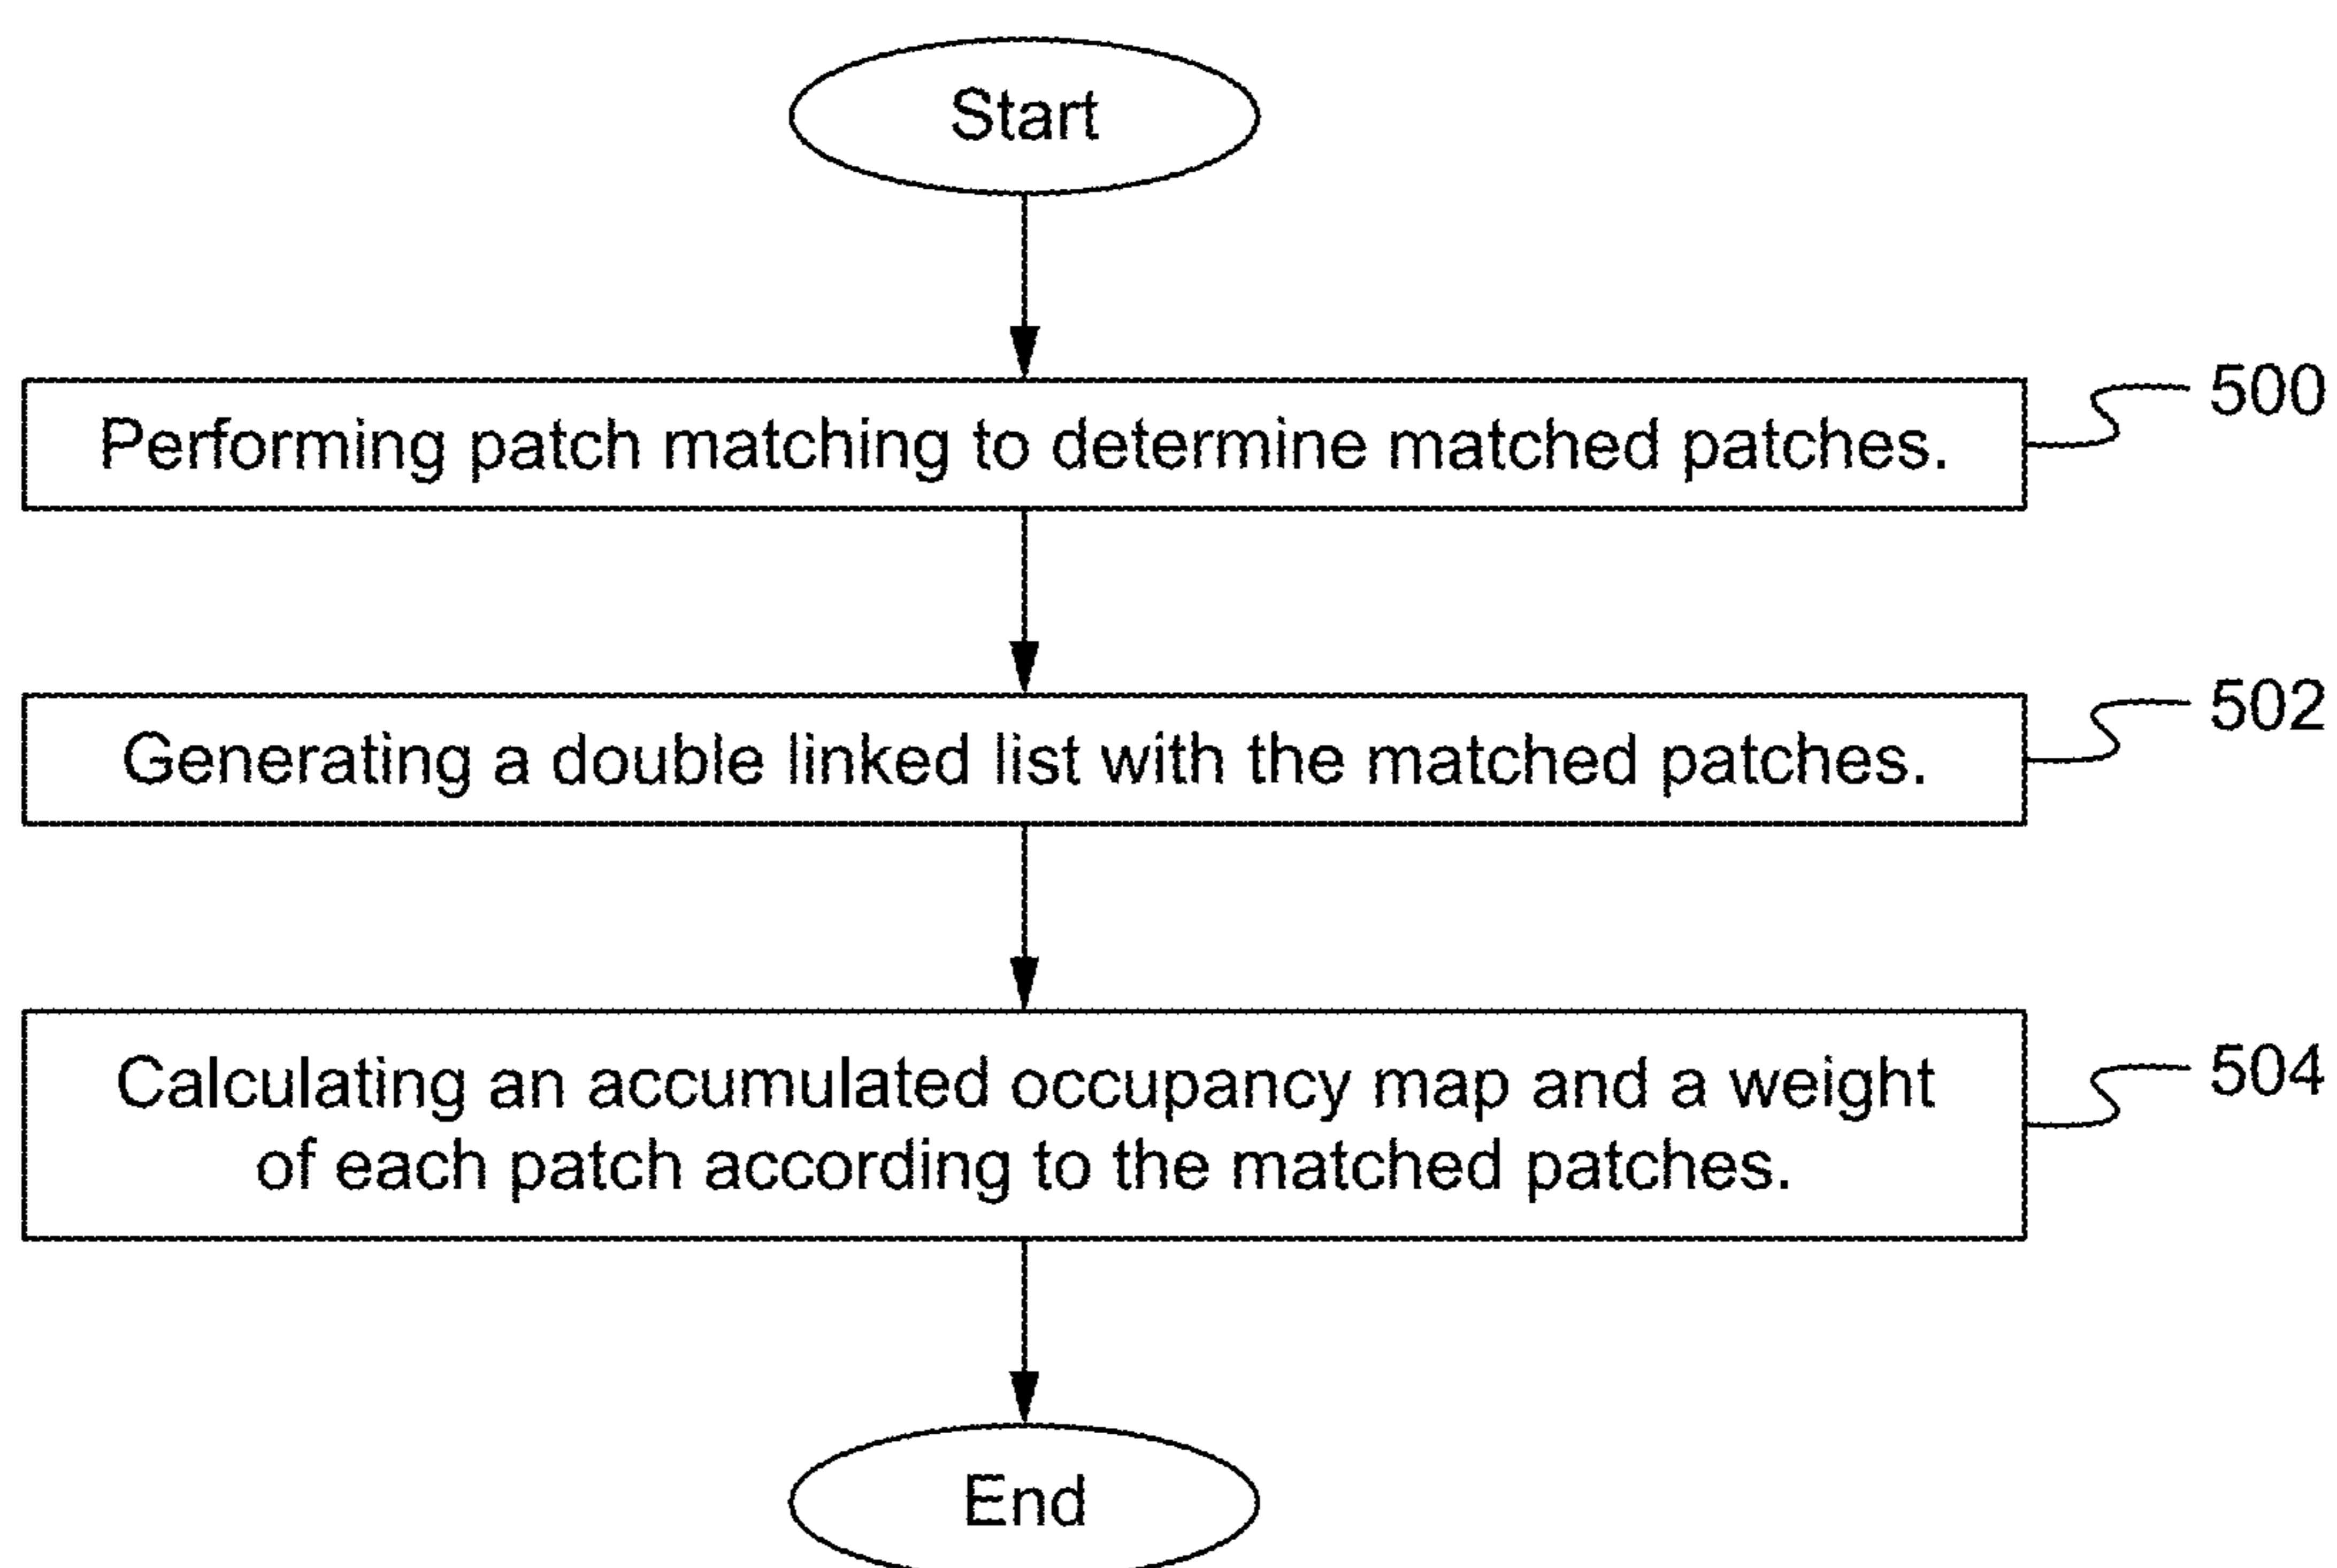 Start
Performing patch matching to determine matched patches.
500
Generating a double linked list with the matched patches.
502
Calculating an accumulated occupancy map and a weight
of each patch according to the matched patches.
504
End